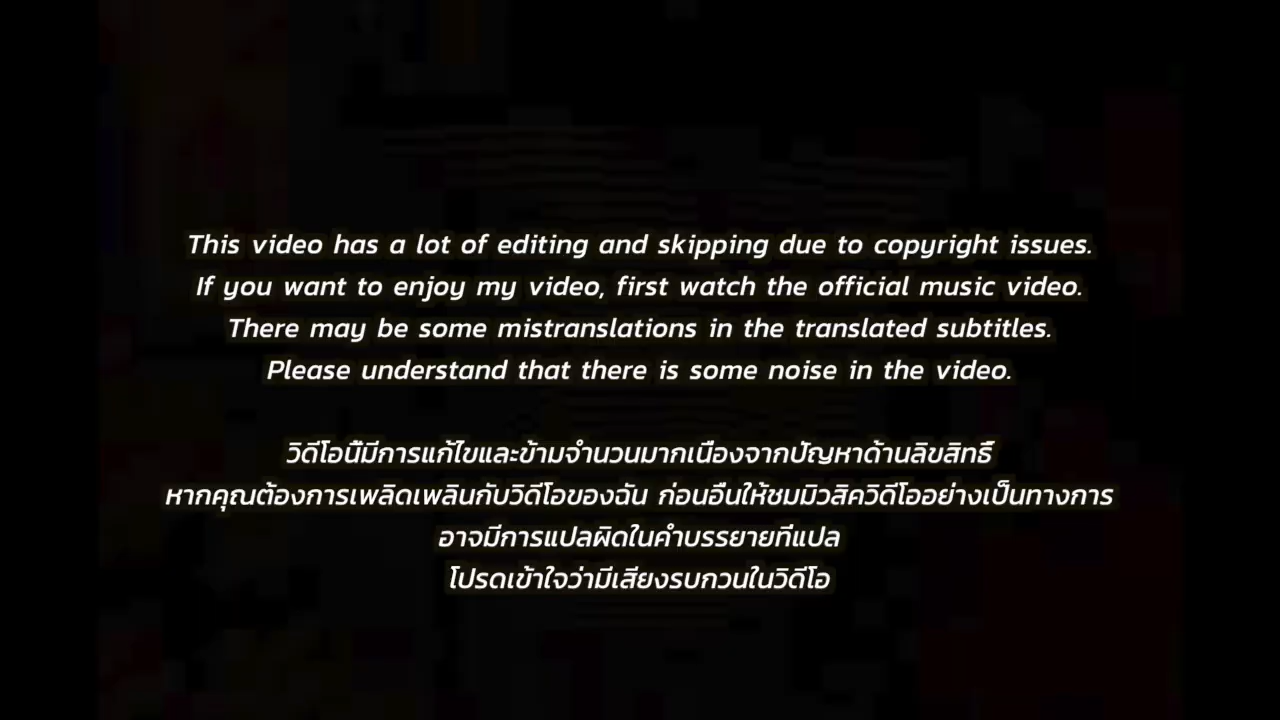 This video has a lot of editing and skipping due to copyright issues.
If you want to enjoy my video, first watch the official music video.
There may be some mistranslations in the translated subtitles.
Please understand that there is some noise in the video.
วิดีโอนี้มีการแก้ไขและข้ามจำนวนมากเนื่องจากปัญหาด้านลิขสิทธิ์
หากคุณต้องการเพลิดเพลินกับวิดีโอของฉัน ก่อนอื่นให้ชมมิวสิควิดีโออย่างเป็นทางการ
อาจมีการแปลผิดในคำบรรยายที่แปล
โปรดเข้าใจว่ามีเสียงรบกวนในวิดีโอ